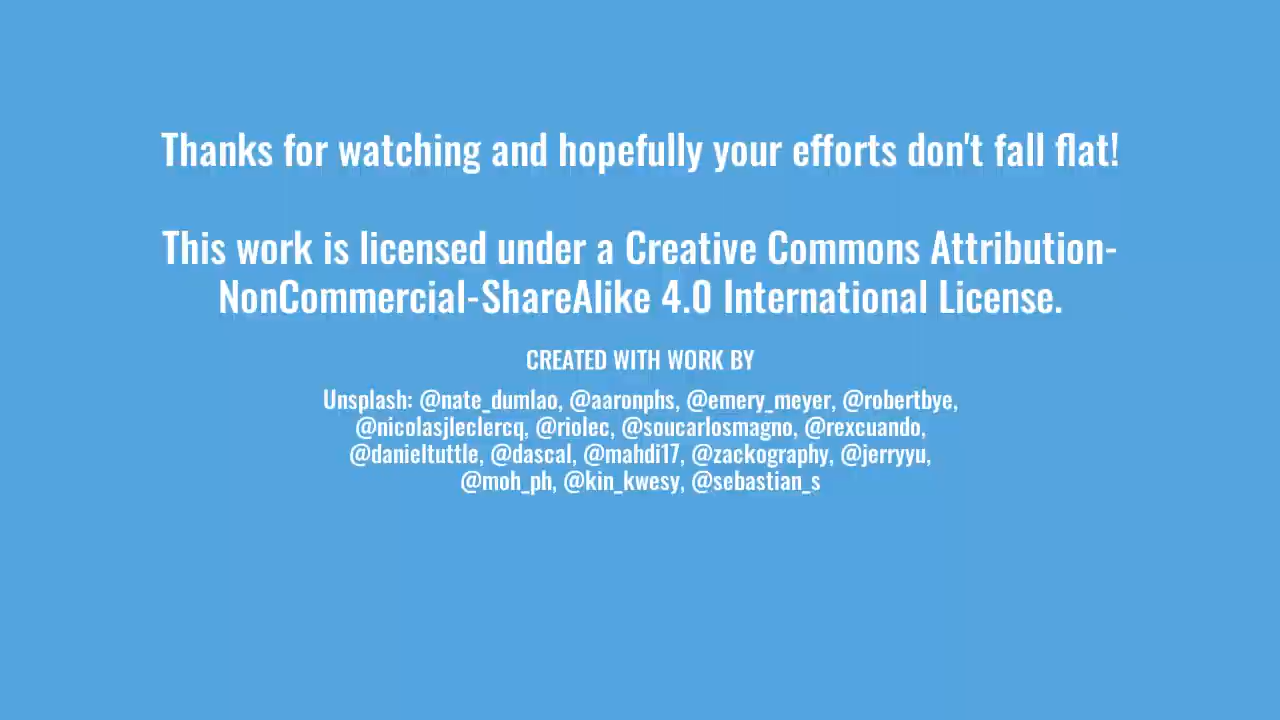 Thanks for watching and hopefully your efforts don't fall flat!
This work is licensed under a Creative Commons Attribution-
NonCommercial-ShareAlike 4.0 International License.
CREATED WITH WORK BY
Unsplash: @nate_dumlao, @aaronphs, @emery_meyer, @robertbye,
@nicolasjleclercq, @riolec, @soucarlosmagno, @rexcuando,
@danieltuttle, @dascal, @mahdi17, @zackography, @jerryyu,
@moh_ph, @kin_kwesy, @sebastian_s